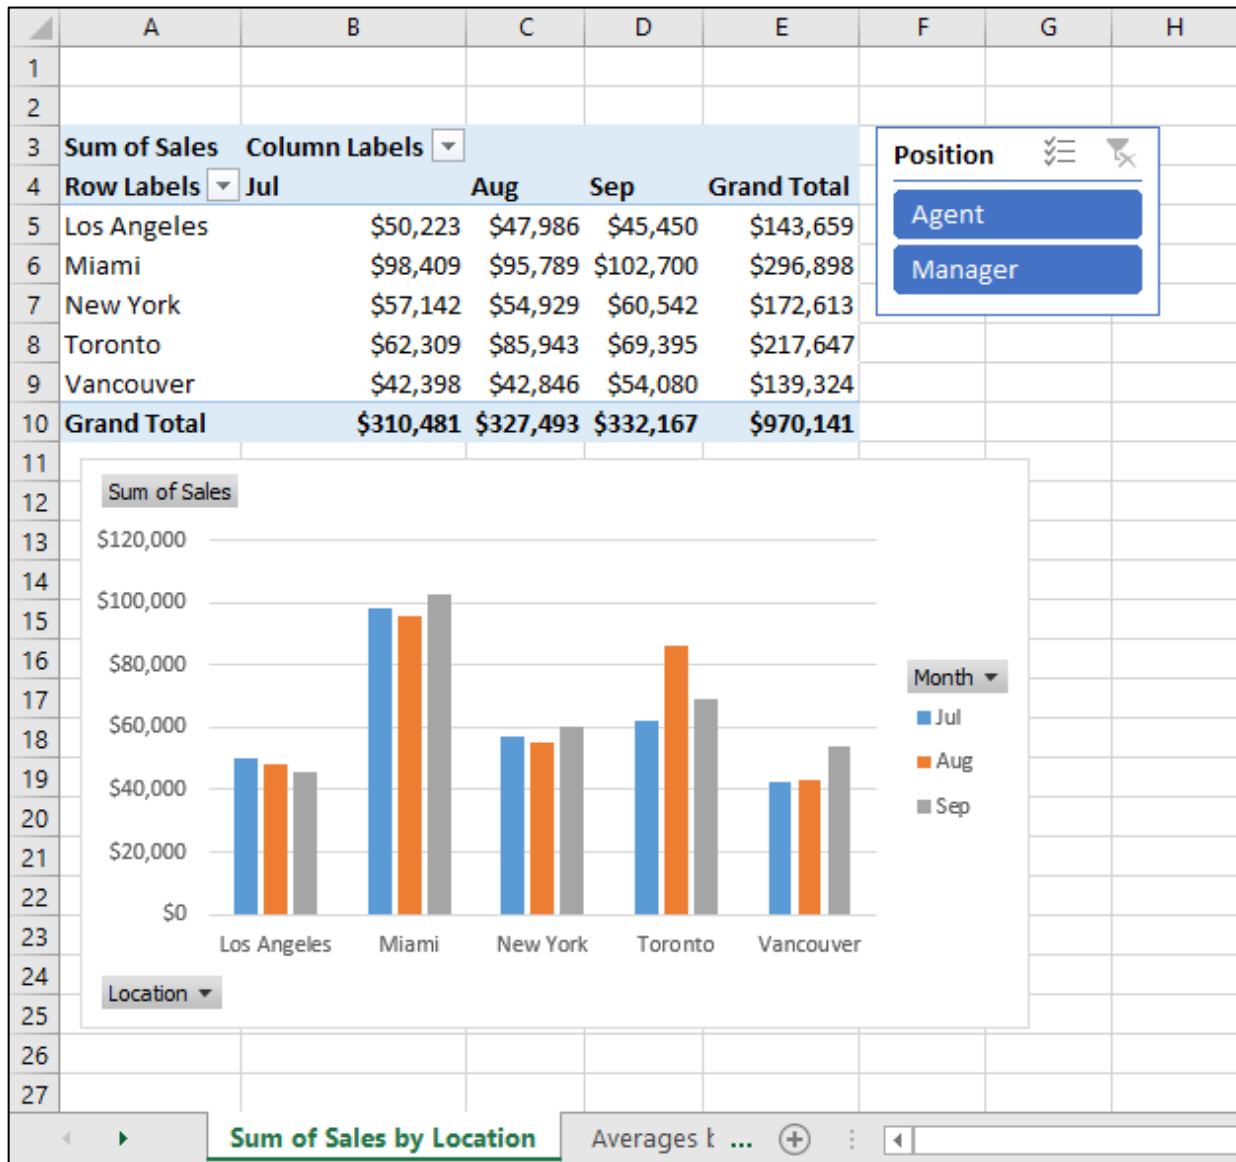 A B C D E F G H
1
2
3 Sum of Sales Column Labels
4 Row Labels Jul Aug Sep Grand Total
5 Los Angeles $50,223 $47,986 $45,450 $143,659
6 Miami $98,409 $95,789 $102,700 $296,898
7 New York $57,142 $54,929 $60,542 $172,613
8 Toronto $62,309 $85,943 $69,395 $217,647
9 Vancouver $42,398 $42,846 $54,080 $139,324
10 Grand Total $310,481 $327,493 $332,167 $970,141
Position
Agent
Manager
11
12
13
14
15
16
17
18
19
20
21
22
23
24
25
26
27
Sum of Sales
$120,000
$100,000
$80,000
$60,000
$40,000
$20,000
$0
Los Angeles Miami New York Toronto Vancouver
Month
Jul
Aug
Sep
Location
Sum of Sales by Location Averages ...